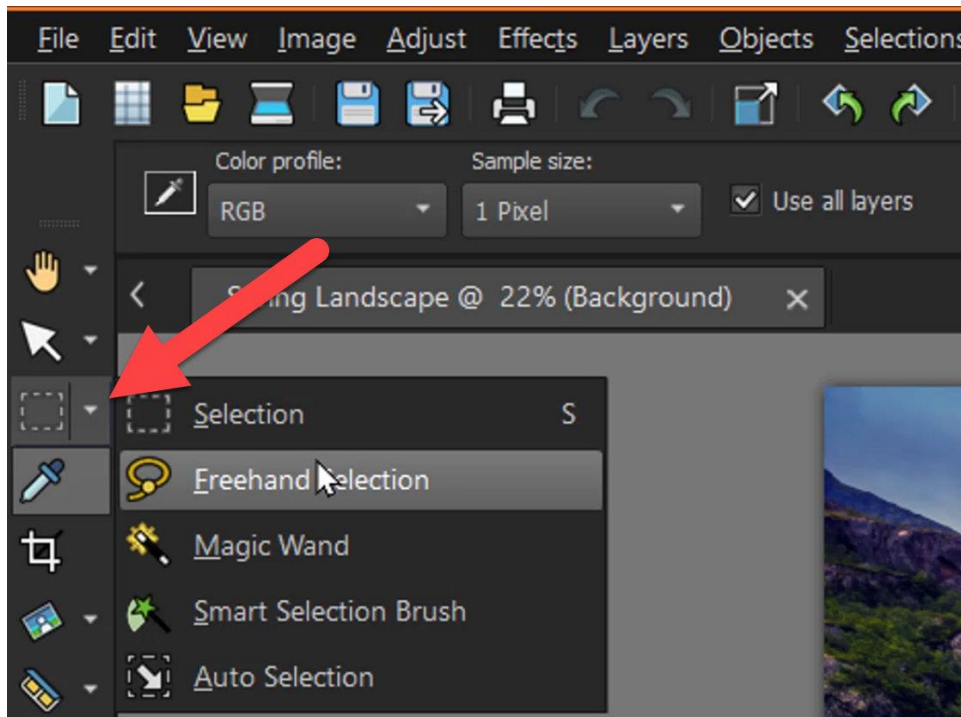 File Edit View Image Adjust Effects Layers Objects Selections
Color profile: Sample size:
RGB 1 Pixel Use all layers
Landscape @ 22% (Background)
Selection S
Freehand Selection
Magic Wand
Smart Selection Brush
Auto Selection